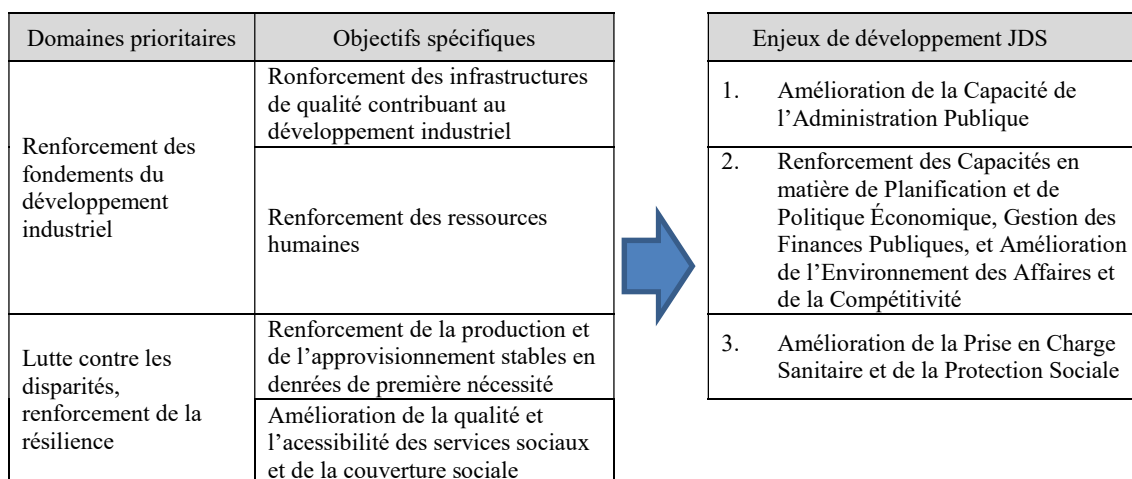 Domaines prioritaires
Objectifs spécifiques
Renforcement des
fondements du
développement
industriel
Ronforcement des infrastructures
de qualité contribuant au
développement industriel
Renforcement des ressources
humaines
Lutte contre les
disparités,
renforcement de la
résilience
Renforcement de la production et
de l’approvisionnement stables en
denrées de première nécessité
Amélioration de la qualité et
l’acessibilité des services sociaux
et de la couverture sociale
Enjeux de développement JDS
1. Amélioration de la Capacité de
l’Administration Publique
2. Renforcement des Capacités en
matière de Planification et de
Politique Économique, Gestion des
Finances Publiques, et Amélioration
de l’Environnement des Affaires et
de la Compétitivité
3. Amélioration de la Prise en Charge
Sanitaire et de la Protection Sociale